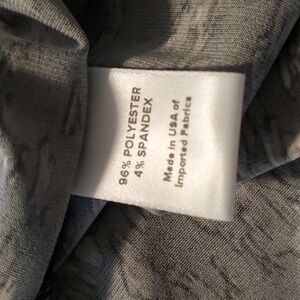 96% POLYESTER
4% SPANDEX
Made in USA of
Imported Fabrics